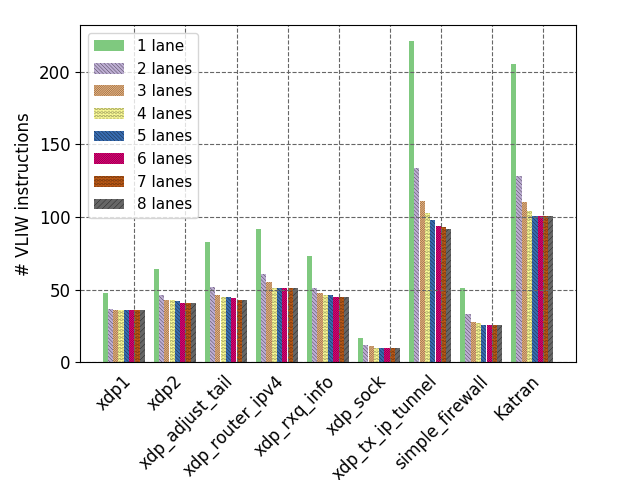 # VLIW instructions
200
150
100
50
0
1 lane
2 lanes
3 lanes
4 lanes
5 lanes
6 lanes
7 lanes
8 lanes
xdp1
xdp2
xdp_adjust_tail
xdp_router_ipv4
xdp_rxq_info
xdp_sock
xdp_tx_ip_tunnel
simple_firewall
Katran